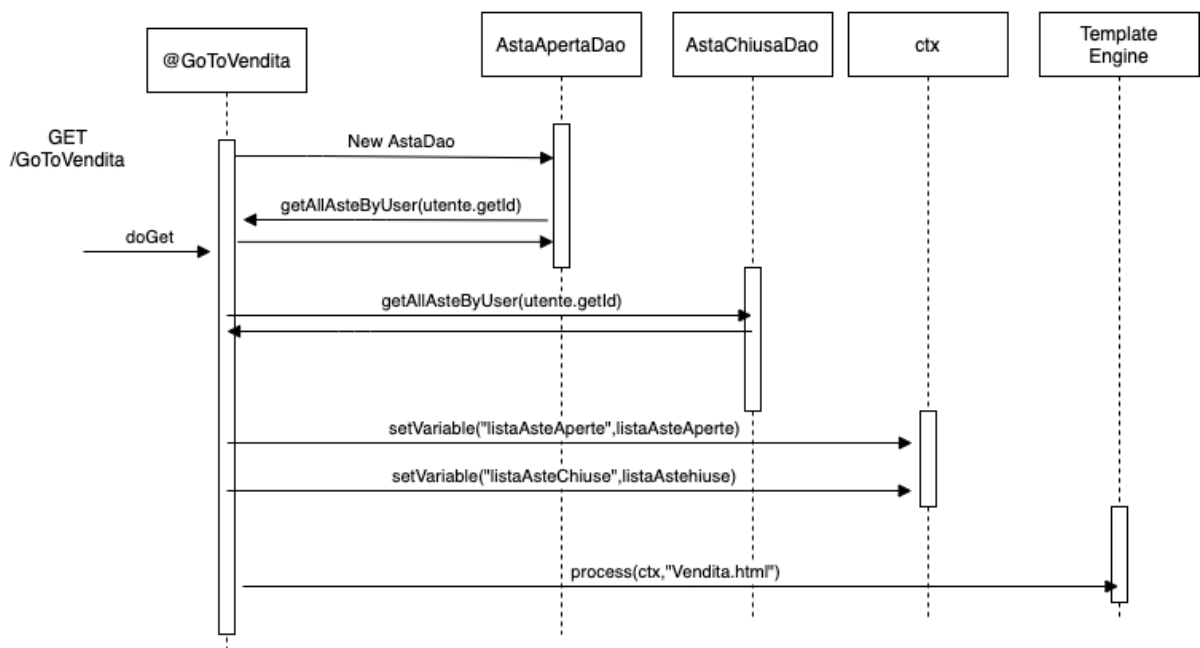 @GoToVendita
AstaApertaDao
AstaChiusaDao
ctx
Template
Engine
GET
/GoToVendita
New AstaDao
getAllAsteByUser(utente.getId)
doGet
getAllAsteByUser(utente.getId)
setVariable("listaAsteAperte",listaAsteAperte)
setVariable("listaAsteChiuse",listaAstehiuse)
process(ctx,"Vendita.html")